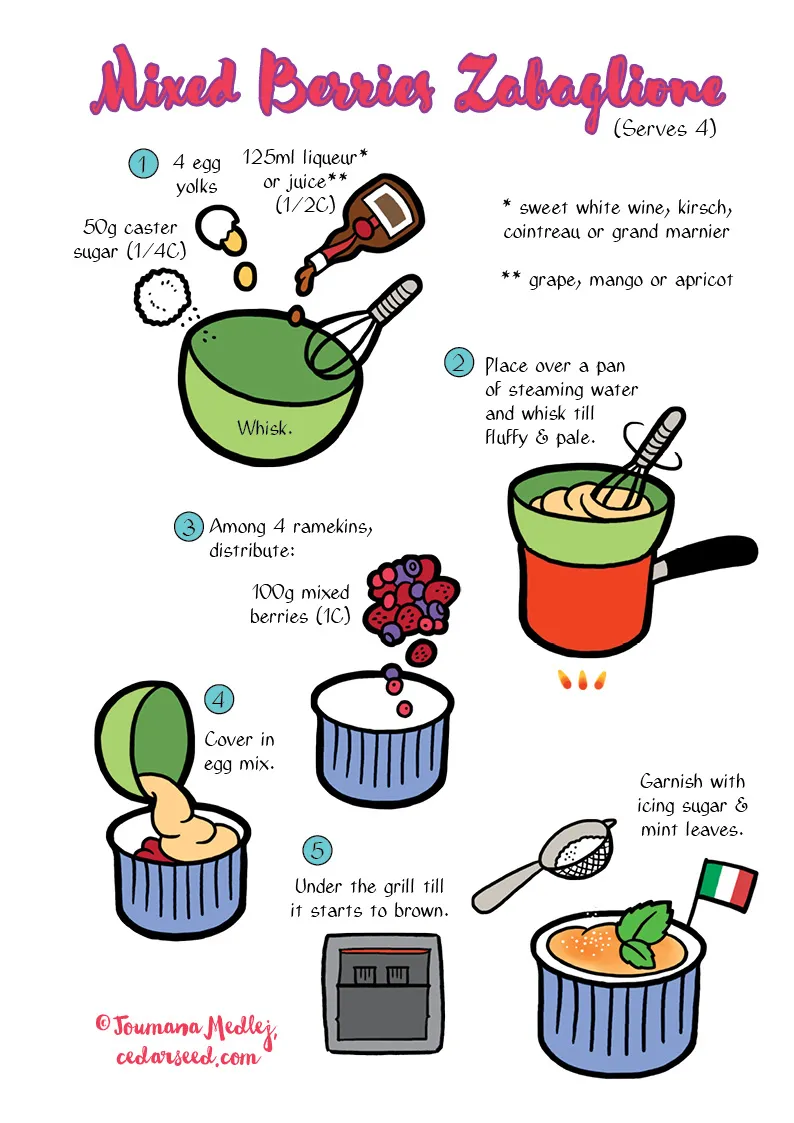 Mixed Berries Zabaglione
(Serves 4)
1
4 egg
yolks
125ml liqueur*
or juice**
(1/2C)
50g caster
sugar (1/4C)
* sweet white wine, kirsch,
cointreau or grand marnier
** grape, mango or apricot
Whisk.
2
Place over a pan
of steaming water
and whisk till
fluffy & pale.
3
Among 4 ramekins,
distribute:
100g mixed
berries (1C)
4
Cover in
egg mix.
5
Under the grill till
it starts to brown.
Garnish with
icing sugar &
mint leaves.
© Joumana Medlej,
cedarseed.com